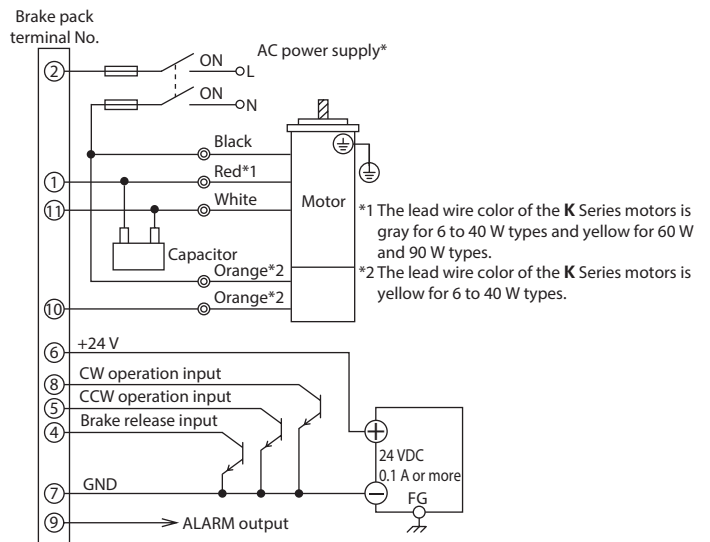 Brake pack
terminal No.
2
ON
L
AC power supply*
ON
N
Black
1
Red*1
11
White
Motor
Capacitor
Orange*2
10
Orange*2
*1 The lead wire color of the K Series motors is
gray for 6 to 40 W types and yellow for 60 W
and 90 W types.
*2 The lead wire color of the K Series motors is
yellow for 6 to 40 W types.
6
+24 V
8
CW operation input
5
CCW operation input
4
Brake release input
24 VDC
0.1 A or more
7
GND
FG
9
ALARM output